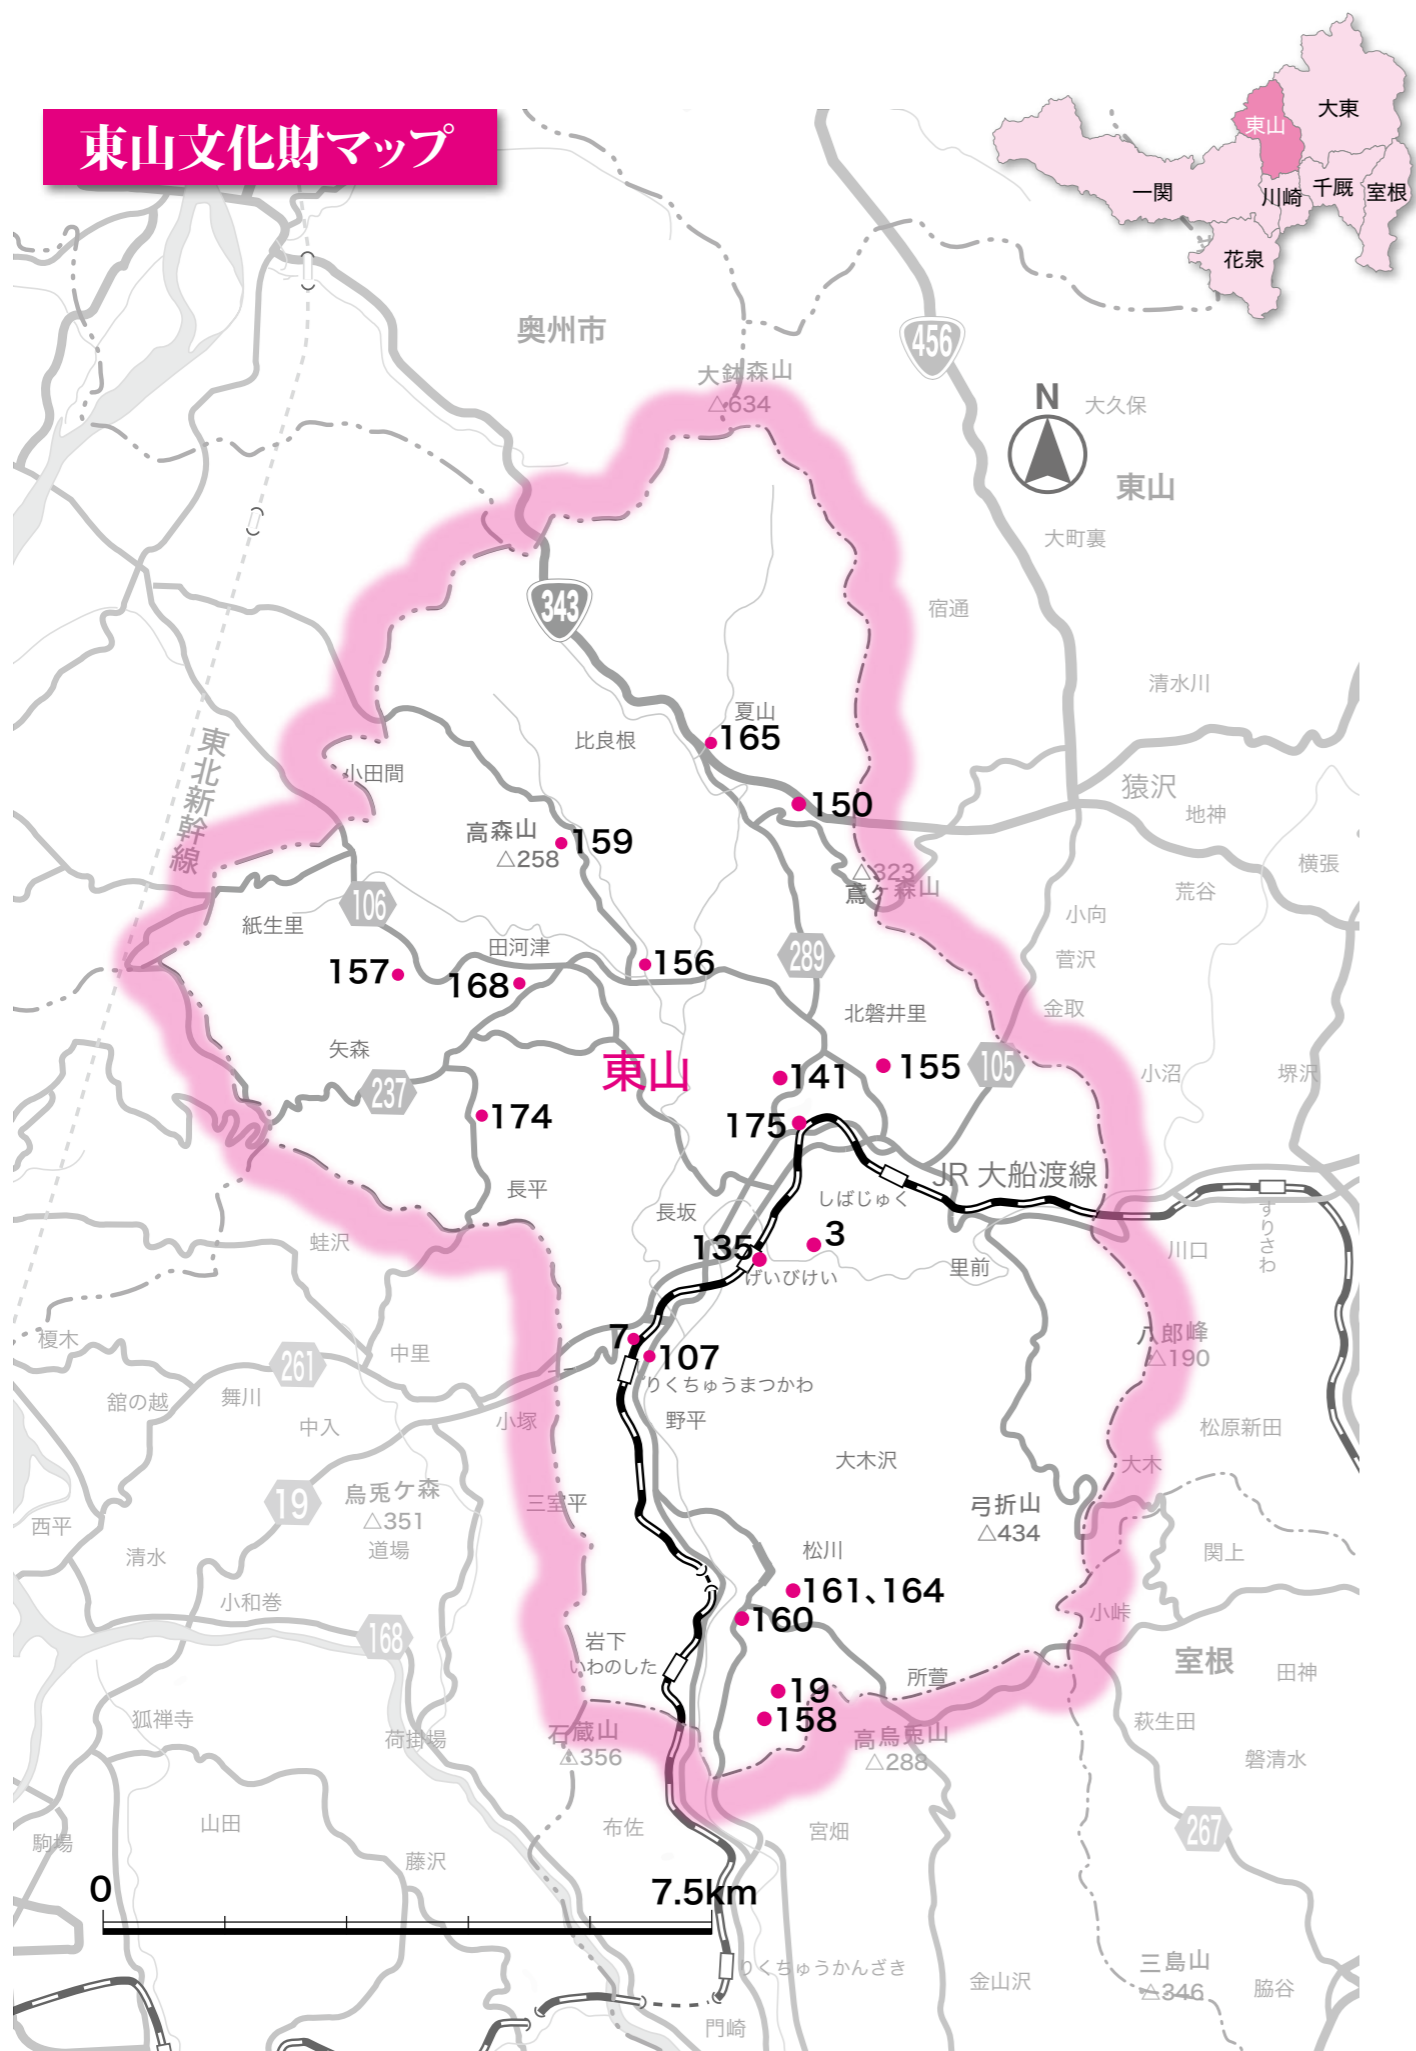 東山文化財マップ
大東
東山
一関
川崎
千厩
室根
花泉
奥州市
456
大鉢森山
△634
N
大久保
東山
大町裏
343
宿通
清水川
夏山
165
比良根
東北新幹線
小田間
猿沢
150
地神
高森山
△258
159
横張
△323
鳶ケ森山
荒谷
106
小向
紙生里
田河津
156
289
菅沢
157
168
金取
北磐井里
矢森
東山
155
105
小沼
堺沢
141
237
174
175
JR 大船渡線
長平
しばじゅく
長坂
すりさわ
蛙沢
3
135
川口
里前
げいびけい
榎木
7
八郎峰
△190
中里
261
107
りくちゅうまつかわ
舘の越
舞川
中入
小塚
野平
松原新田
大木沢
大木
19
烏兎ケ森
△351
三室平
弓折山
△434
西平
道場
松川
清水
関上
161、164
小和巻
160
小峠
168
岩下
いわのした
室根
田神
所萱
19
狐禅寺
158
萩生田
荷掛場
石蔵山
△356
高烏兎山
△288
磐清水
山田
布佐
宮畑
267
駒場
藤沢
0
7.5km
りくちゅうかんざき
三島山
△346
金山沢
脇谷
門崎